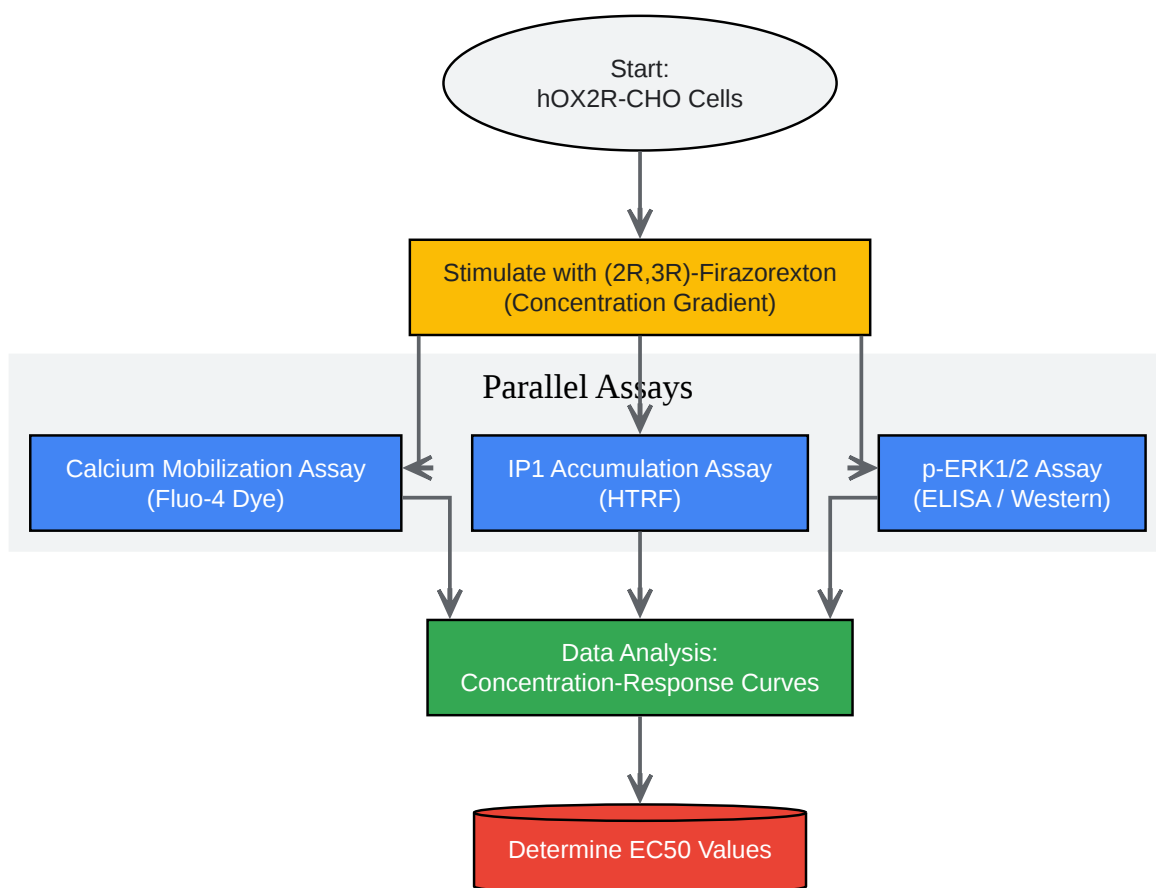 Start:
hOX2R-CHO Cells
Stimulate with (2R,3R)-Firazorexton
(Concentration Gradient)
Parallel Assays
Calcium Mobilization Assay
(Fluo-4 Dye)
IP1 Accumulation Assay
(HTRF)
p-ERK1/2 Assay
(ELISA / Western)
Data Analysis:
Concentration-Response Curves
Determine EC50 Values